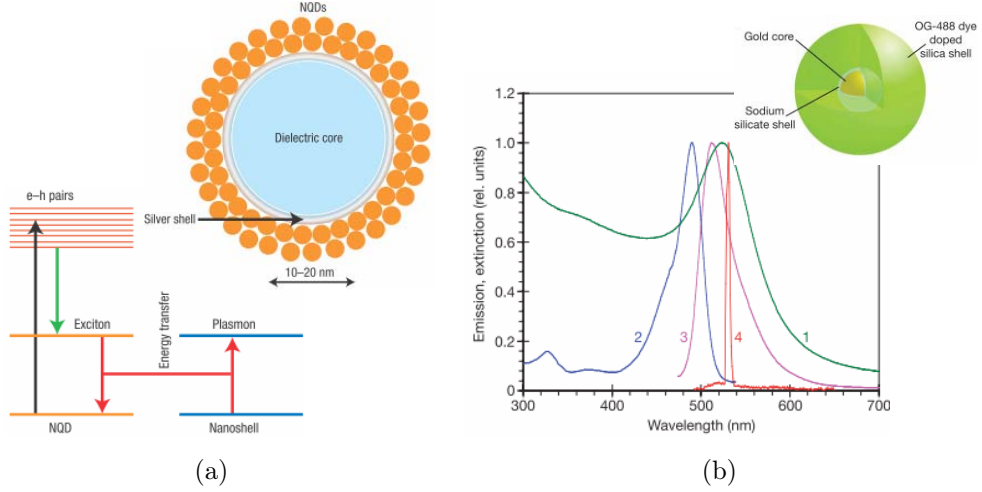 NQDs
Dielectric core
Silver shell
10–20 nm
e–h pairs
Exciton
Plasmon
Energy transfer
NQD
Nanoshell
(a)
Gold core
OG-488 dye
doped
silica shell
Sodium
silicate shell
Emission, extinction (rel. units)
1.2
1.0
0.8
0.6
0.4
0.2
0
2
3
4
1
300
400
500
600
700
Wavelength (nm)
(b)